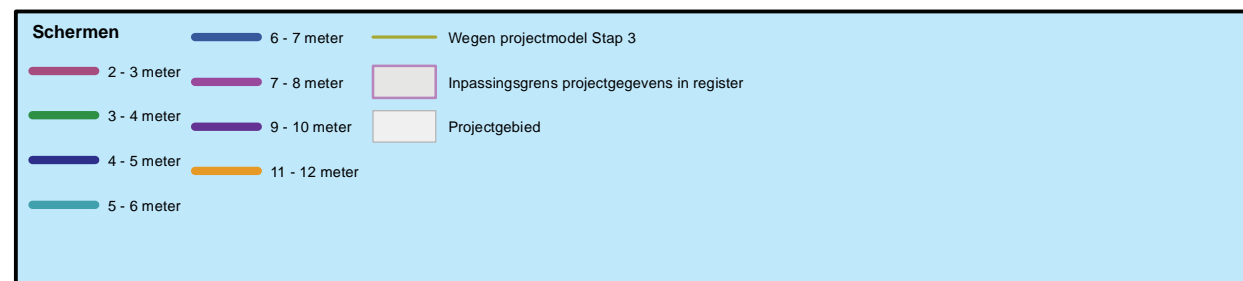 Schermen
2 - 3 meter
3 - 4 meter
4 - 5 meter
5 - 6 meter
6 - 7 meter
7 - 8 meter
9 - 10 meter
11 - 12 meter
Wegen projectmodel Stap 3
Inpassingsgrens projectgegevens in register
Projectgebied